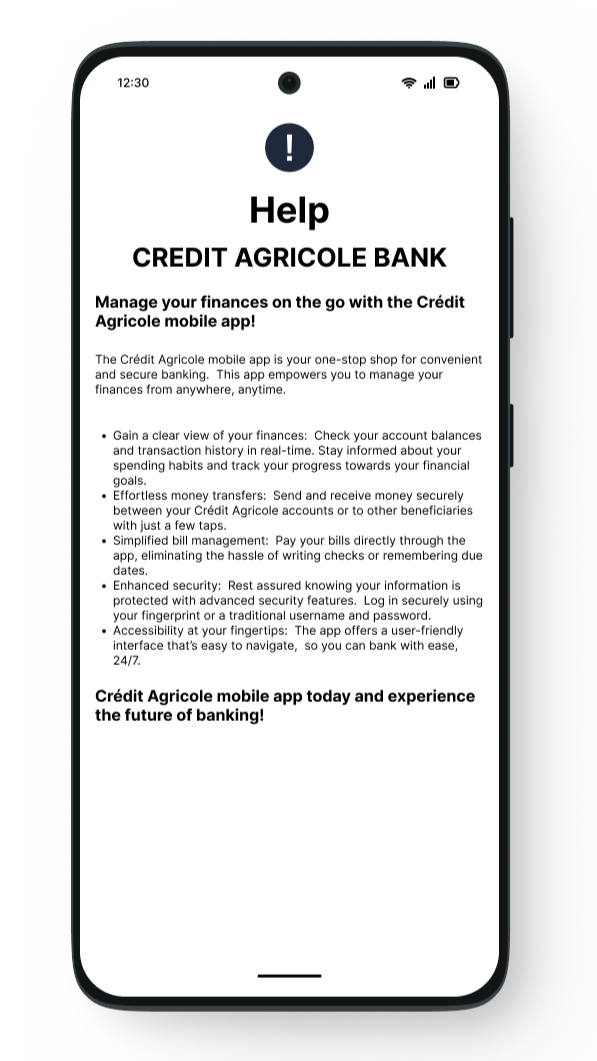 12:30
!
Help
CREDIT AGRICOLE BANK
Manage your finances on the go with the Crédit
Agricole mobile app!
The Crédit Agricole mobile app is your one-stop shop for convenient
and secure banking.  This app empowers you to manage your
finances from anywhere, anytime.
• Gain a clear view of your finances:  Check your account balances
and transaction history in real-time. Stay informed about your
spending habits and track your progress towards your financial
goals.
• Effortless money transfers:  Send and receive money securely
between your Crédit Agricole accounts or to other beneficiaries
with just a few taps.
• Simplified bill management:  Pay your bills directly through the
app, eliminating the hassle of writing checks or remembering due
dates.
• Enhanced security:  Rest assured knowing your information is
protected with advanced security features.  Log in securely using
your fingerprint or a traditional username and password.
• Accessibility at your fingertips:  The app offers a user-friendly
interface that’s easy to navigate,  so you can bank with ease,
24/7.
Crédit Agricole mobile app today and experience
the future of banking!